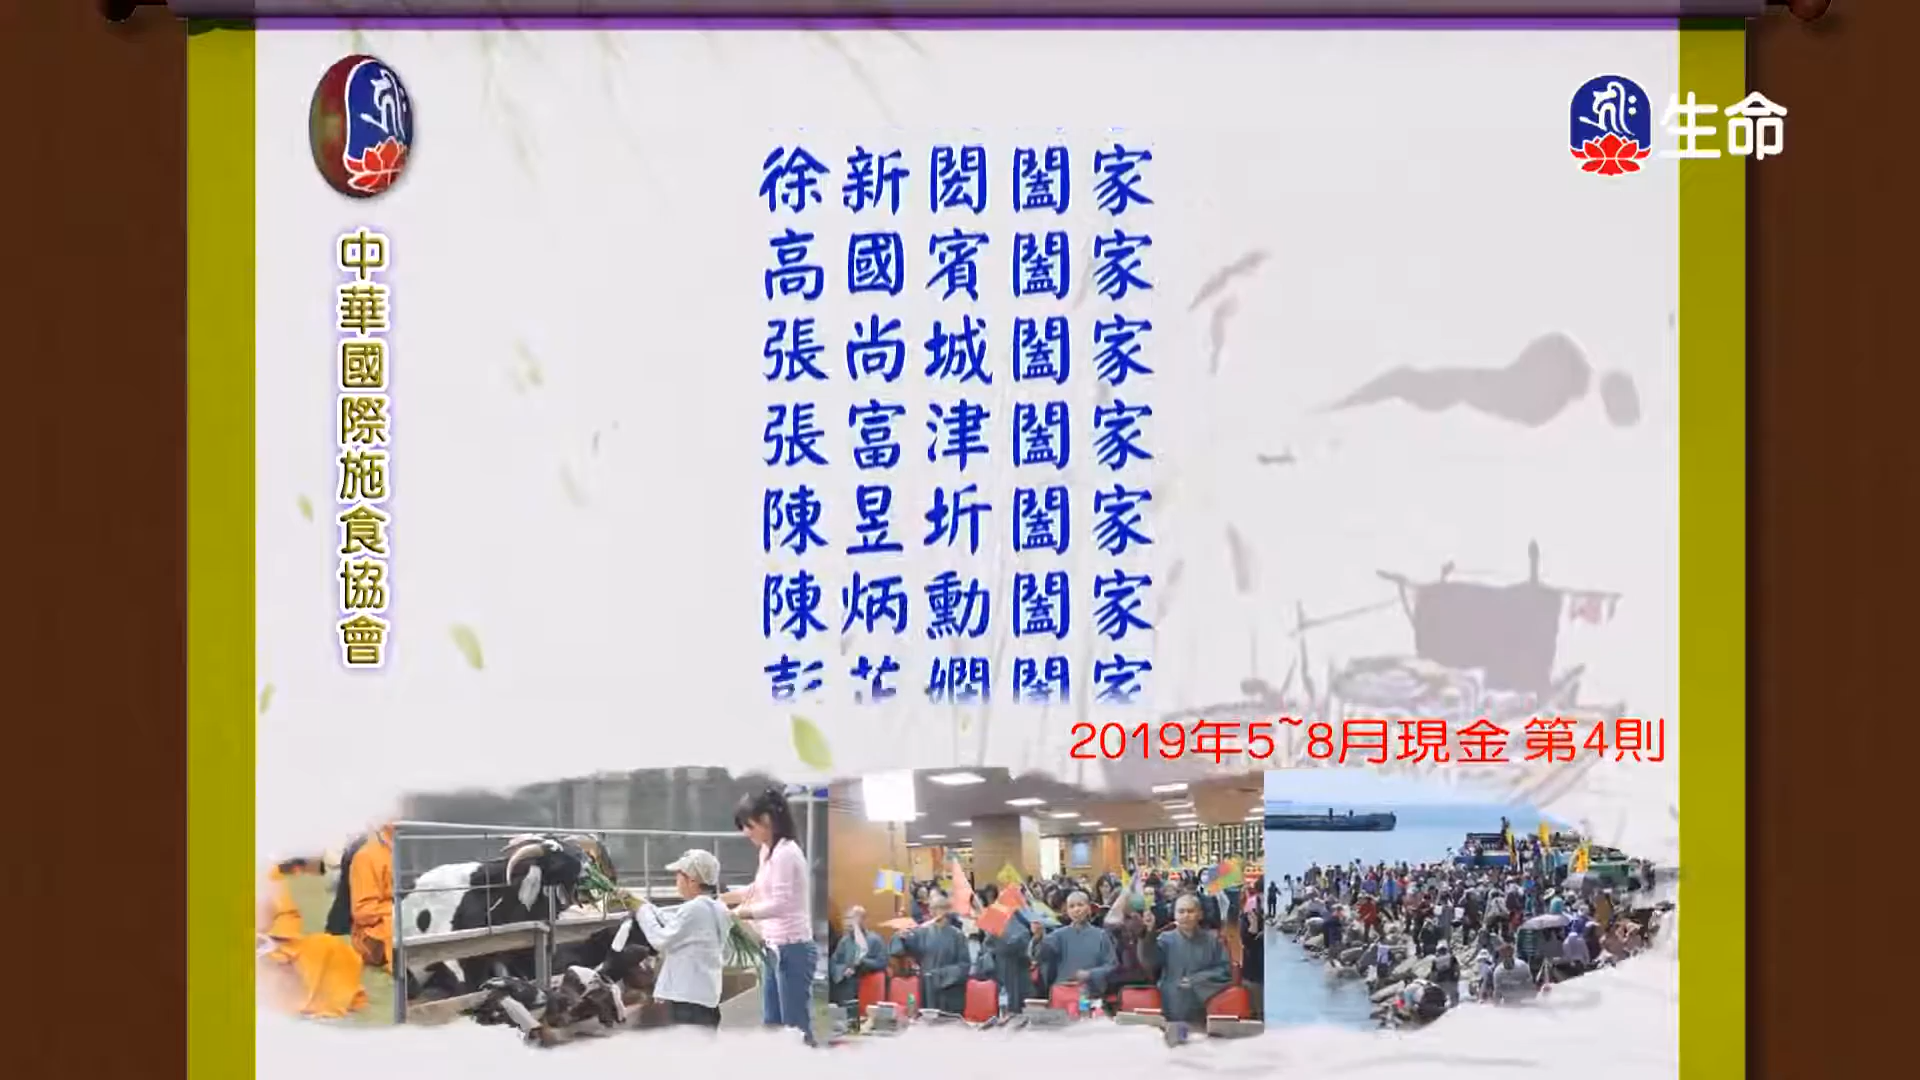 生命
中華國際施食協會
徐新閎闔家
高國賓闔家
張尚城闔家
張富津闔家
陳昱圻闔家
陳炳勳闔家
2019年5~8月現金 第4則